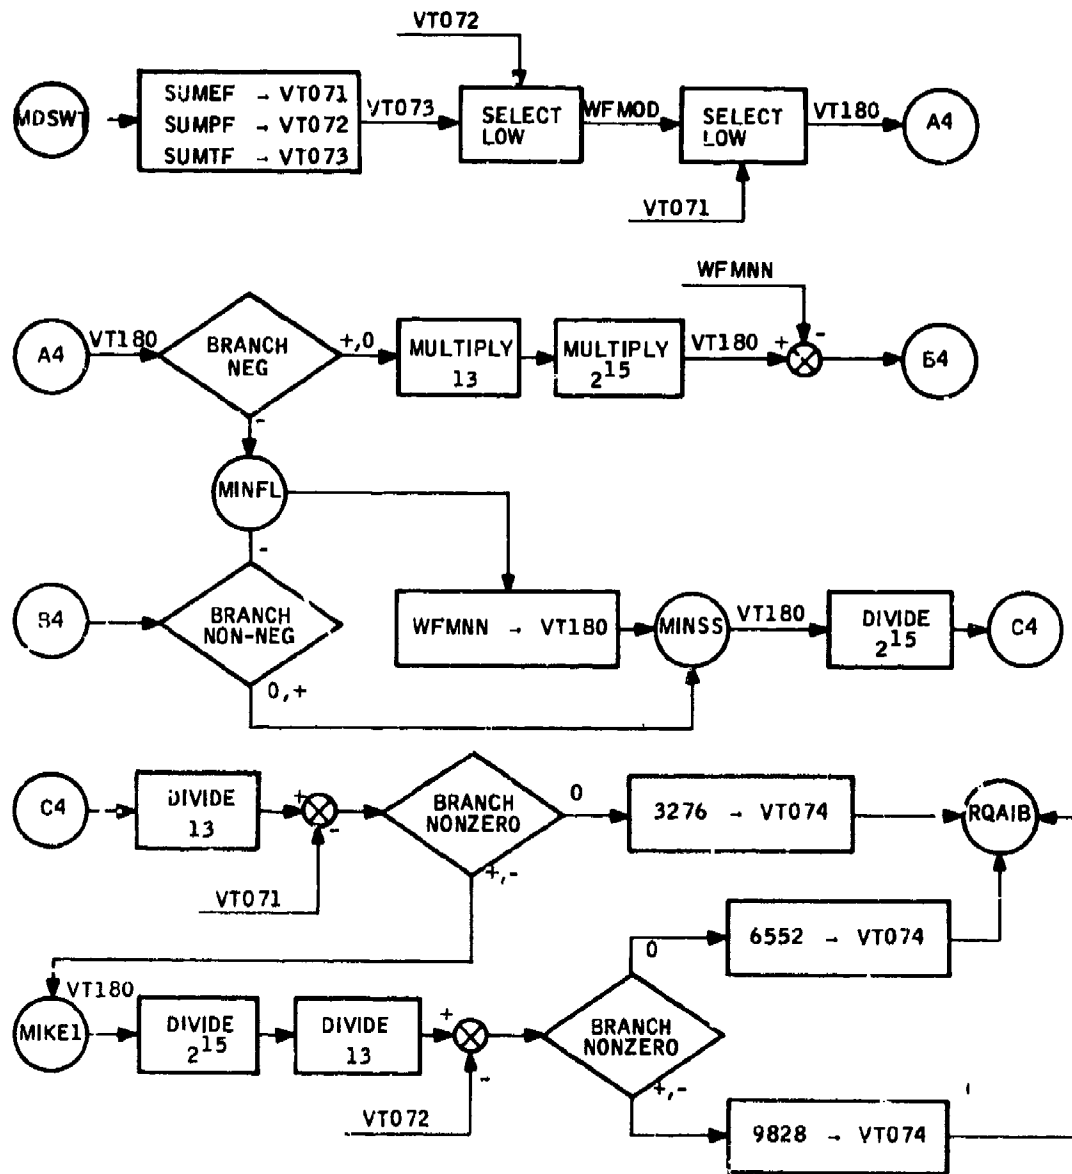 VT072
MDSWT
SUMEF → VT071
SUMPF → VT072
SUMTF → VT073
VT073
SELECT
LOW
WFMOD
SELECT
LOW
VT180
A4
VT071
WFMNN
A4
VT180
BRANCH
NEG
+,0
MULTIPLY
13
MULTIPLY
2^15
VT180
+
-
B4
-
MINFL
-
B4
BRANCH
NON-NEG
0,+
WFMNN → VT180
MINSS
VT180
DIVIDE
2^15
C4
C4
DIVIDE
13
+
-
VT071
BRANCH
NONZERO
0
+,-
3276 → VT074
RQAIB
6552 → VT074
VT180
MIKE1
DIVIDE
2^15
DIVIDE
13
+
-
VT072
BRANCH
NONZERO
0
+,-
9828 → VT074